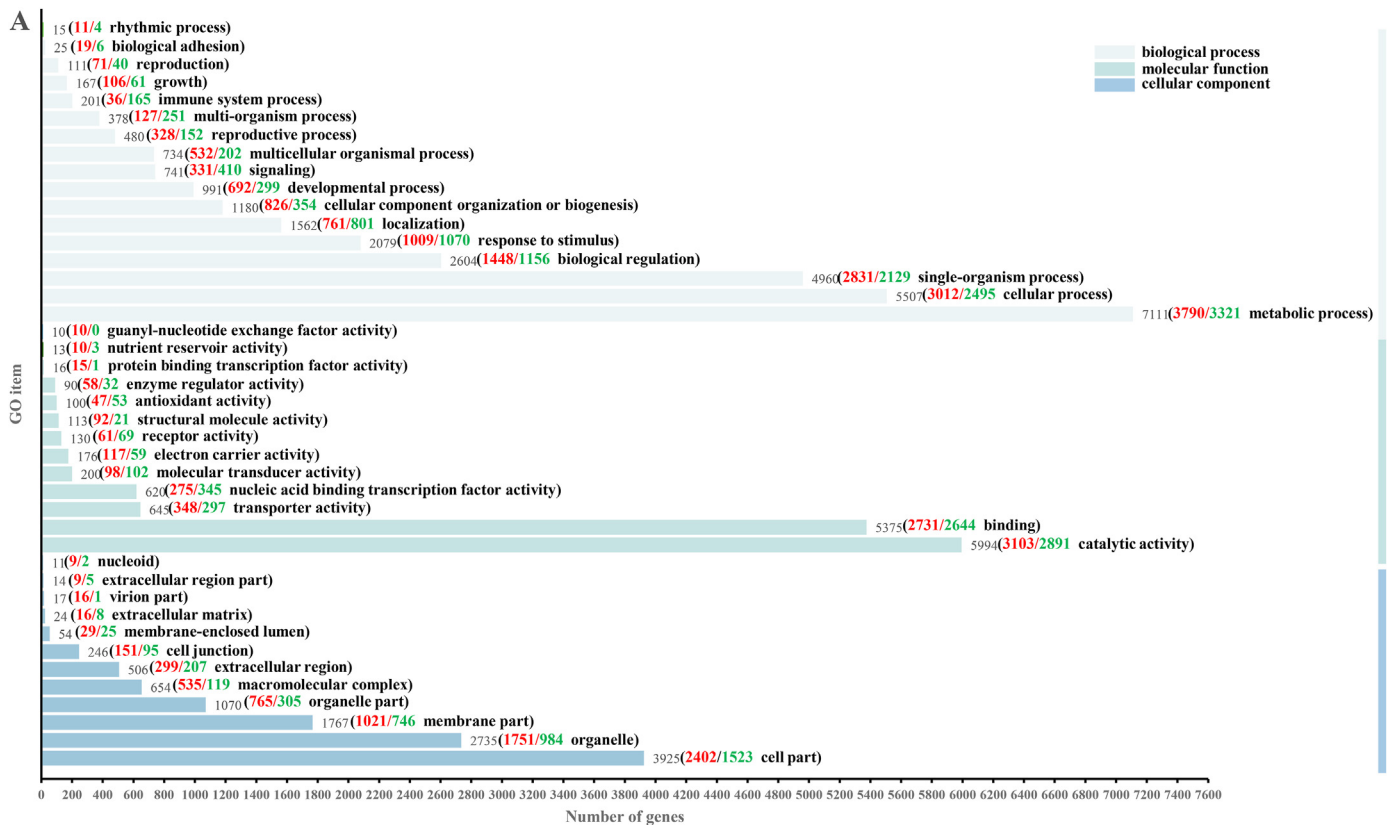 A
15 (11/4 rhythmic process)
25 (19/6 biological adhesion)
111(71/40 reproduction)
167(106/61 growth)
201(36/165 immune system process)
378(127/251 multi-organism process)
480(328/152 reproductive process)
734(532/202 multicellular organismal process)
741(331/410 signaling)
991(692/299 developmental process)
1180(826/354 cellular component organization or biogenesis)
1562(761/801 localization)
2079(1009/1070 response to stimulus)
2604(1448/1156 biological regulation)
4960(2831/2129 single-organism process)
5507(3012/2495 cellular process)
7111(3790/3321 metabolic process)
10(10/0 guanyl-nucleotide exchange factor activity)
13(10/3 nutrient reservoir activity)
16(15/1 protein binding transcription factor activity)
90(58/32 enzyme regulator activity)
100(47/53 antioxidant activity)
113(92/21 structural molecule activity)
130 (61/69 receptor activity)
176(117/59 electron carrier activity)
200(98/102 molecular transducer activity)
620(275/345 nucleic acid binding transcription factor activity)
645(348/297 transporter activity)
5375(2731/2644 binding)
5994(3103/2891 catalytic activity)
11(9/2 nucleoid)
14 (9/5 extracellular region part)
17 (16/1 virion part)
24 (16/8 extracellular matrix)
54 (29/25 membrane-enclosed lumen)
246(151/95 cell junction)
506(299/207 extracellular region)
654(535/119 macromolecular complex)
1070 (765/305 organelle part)
1767(1021/746 membrane part)
2735(1751/984 organelle)
3925(2402/1523 cell part)
biological process
molecular function
cellular component
GO item
0 200 400 600 800 1000 1200 1400 1600 1800 2000 2200 2400 2600 2800 3000 3200 3400 3600 3800 4000 4200 4400 4600 4800 5000 5200 5400 5600 5800 6000 6200 6400 6600 6800 7000 7200 7400 7600
Number of genes